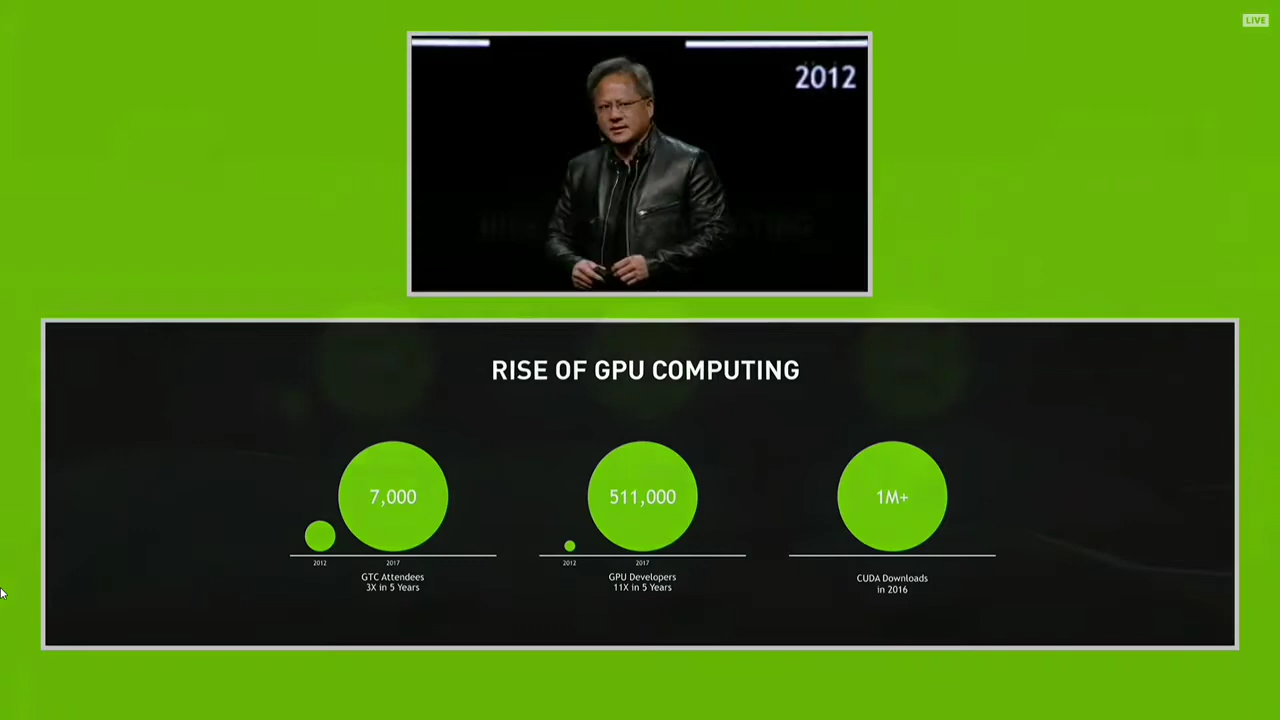 LIVE
2012
RISE OF GPU COMPUTING
7,000
2012
2017
GTC Attendees
3X in 5 Years
511,000
2012
2017
GPU Developers
11X in 5 Years
1M+
CUDA Downloads
in 2016